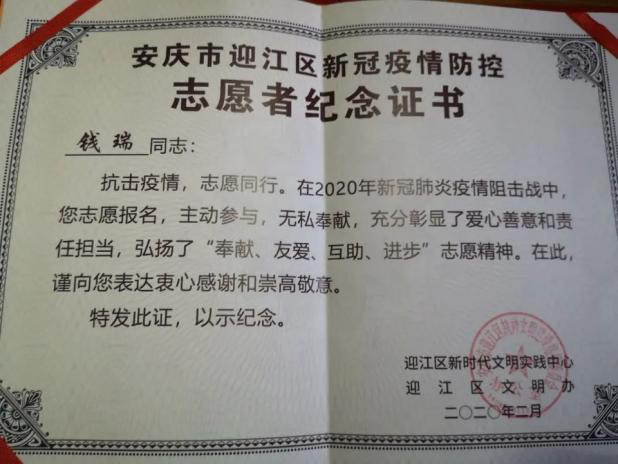 安庆市迎江区新冠疫情防控
志愿者纪念证书
钱瑞同志：
抗击疫情，志愿同行。在2020年新冠肺炎疫情阻击战中，
您志愿报名，主动参与，无私奉献，充分彰显了爱心善意和责
任担当，弘扬了“奉献、友爱、互助、进步”志愿精神。在此，
谨向您表达衷心感谢和崇高敬意。
特发此证，以示纪念。
迎江区新时代文明实践中心
迎江区文明办
二〇二〇年二月